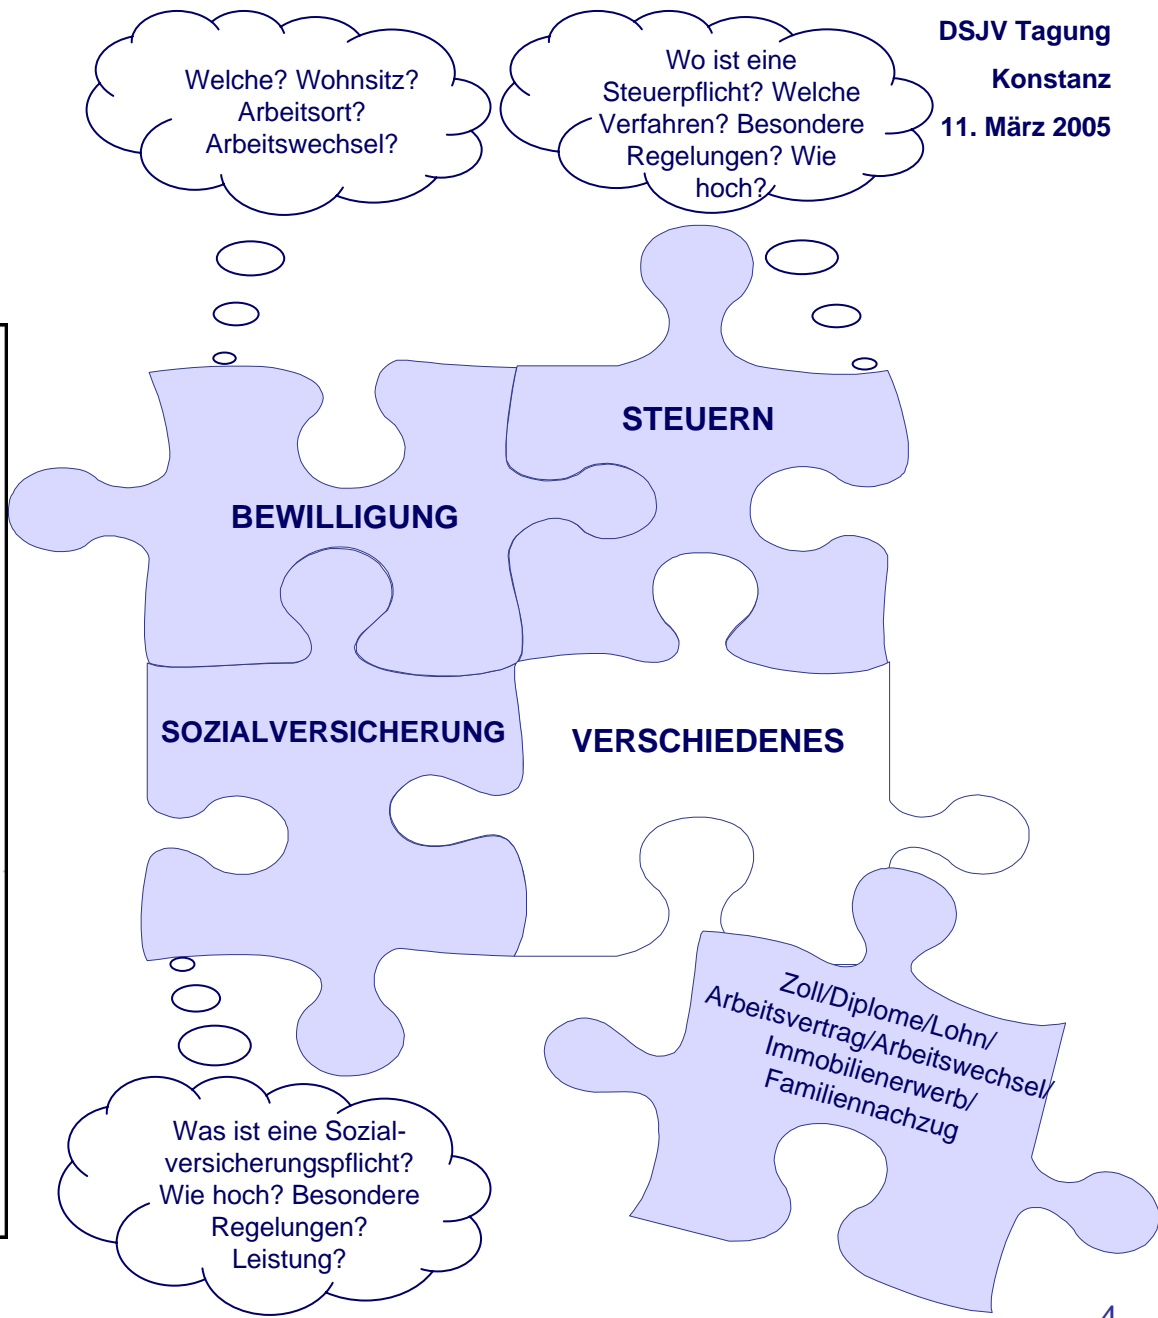 DSJV Tagung
Konstanz
11. März 2005
Welche? Wohnsitz?
Arbeitsort?
Arbeitswechsel?
Wo ist eine
Steuerpflicht? Welche
Verfahren? Besondere
Regelungen? Wie
hoch?
STEUERN
BEWILLIGUNG
SOZIALVERSICHERUNG
VERSCHIEDENES
Zoll/Diplome/Lohn/
Arbeitsvertrag/Arbeitswechsel/
Immobilienerwerb/
Familiennachzug
Was ist eine Sozial-
versicherungspflicht?
Wie hoch? Besondere
Regelungen?
Leistung?
4